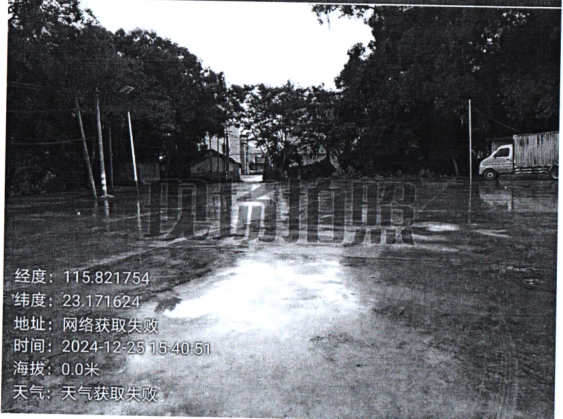 现场拍照
经度：115.821754
纬度：23.171624
地址：网络获取失败
时间：2024-12-25 15:40:51
海拔：0.0米
天气：天气获取失败